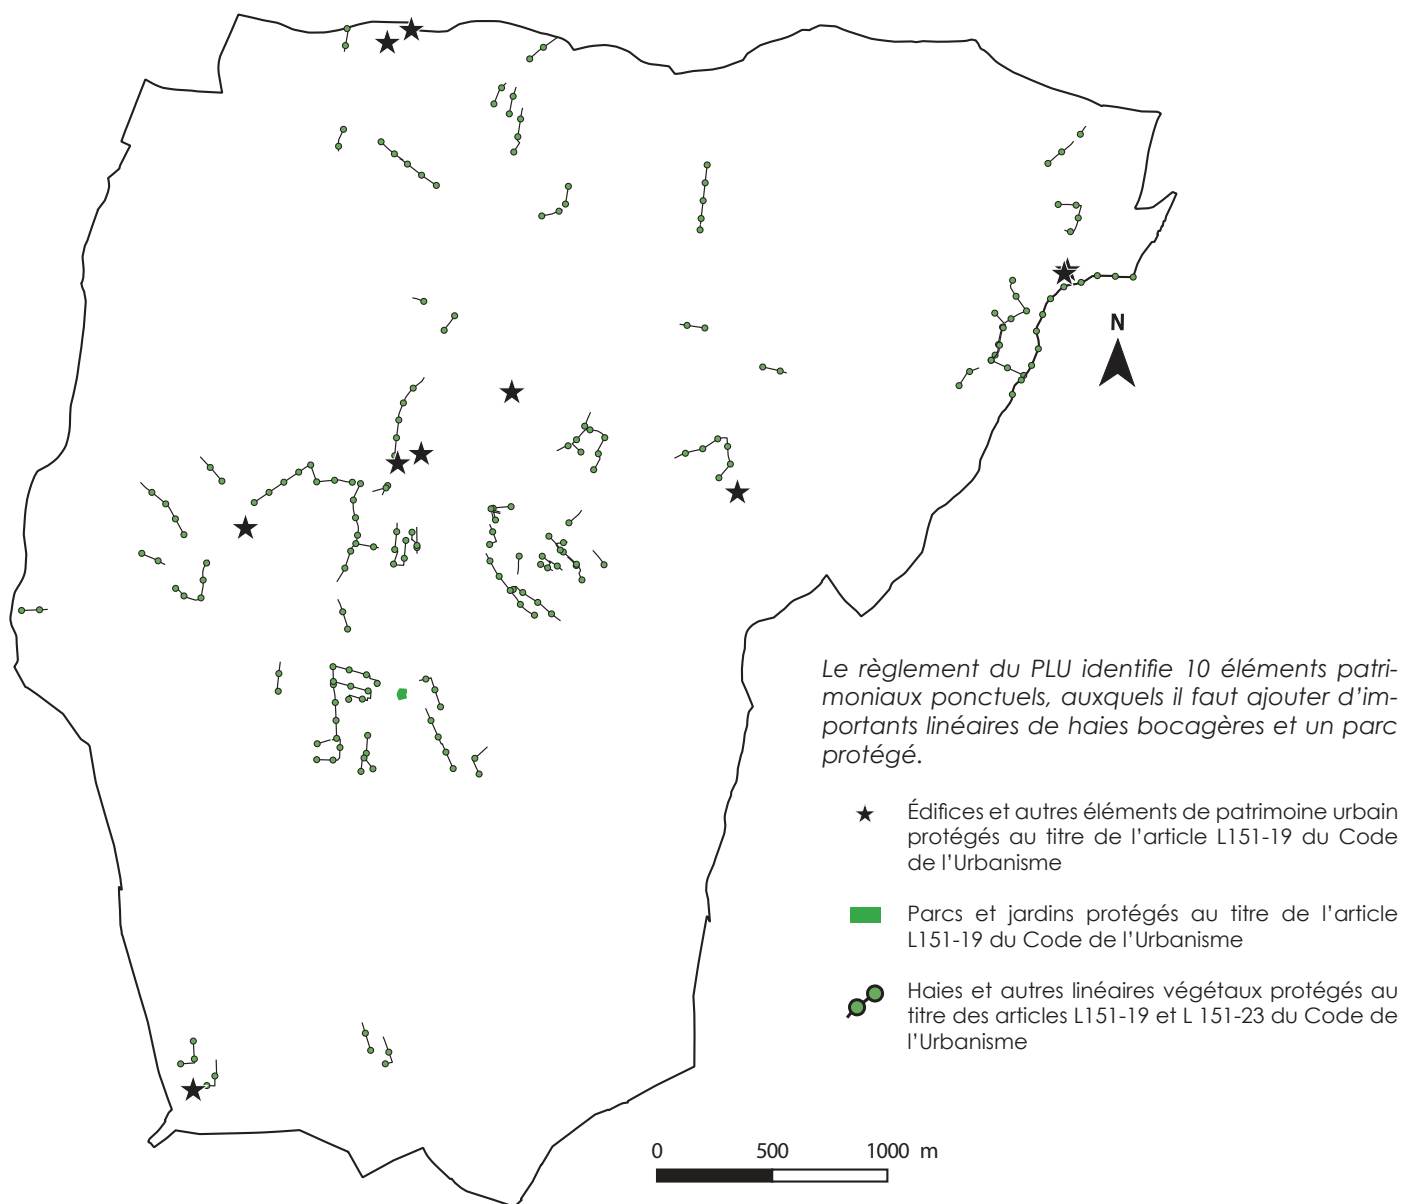 N
Le règlement du PLU identifie 10 éléments patri-
moniaux ponctuels, auxquels il faut ajouter d'im-
portants linéaires de haies bocagères et un parc
protégé.
Édifices et autres éléments de patrimoine urbain
protégés au titre de l'article L151-19 du Code
de l'Urbanisme
Parcs et jardins protégés au titre de l'article
L151-19 du Code de l'Urbanisme
Haies et autres linéaires végétaux protégés au
titre des articles L151-19 et L 151-23 du Code de
l'Urbanisme
0 500 1000 m